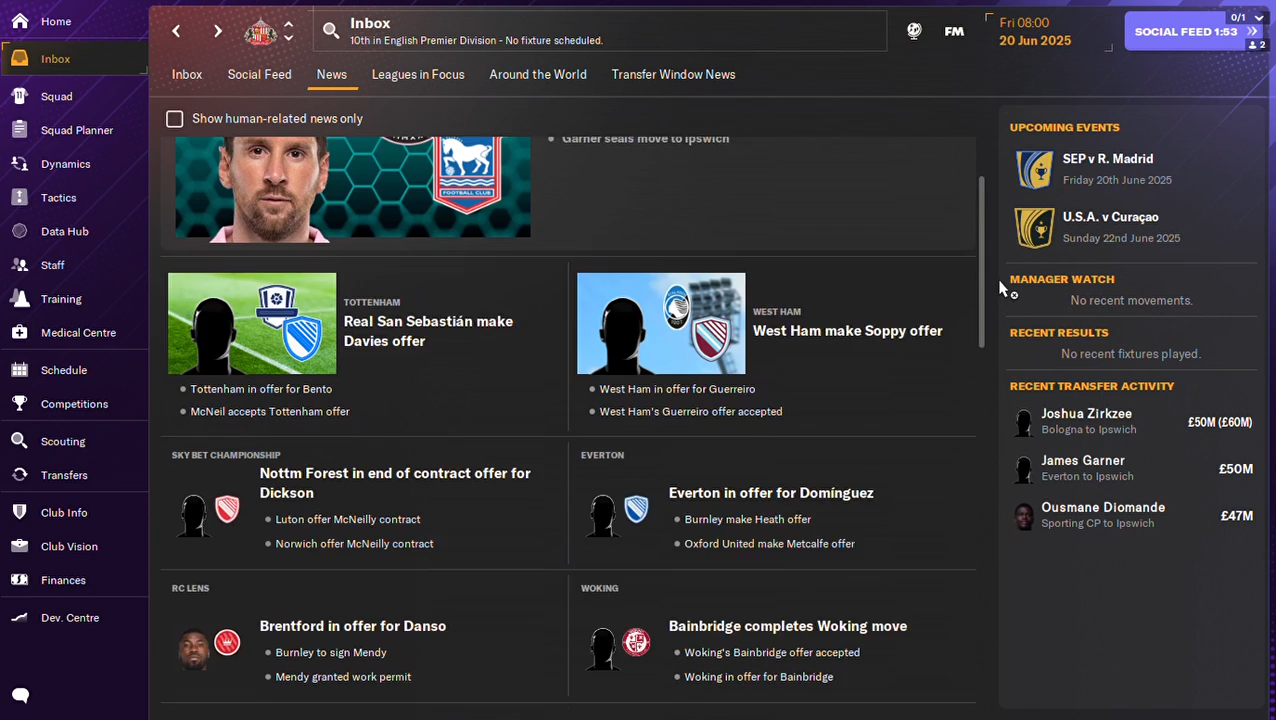 Home
Inbox
Squad
Squad Planner
Dynamics
Tactics
Data Hub
Staff
Training
Medical Centre
Schedule
Competitions
Scouting
Transfers
Club Info
Club Vision
Finances
Dev. Centre
Inbox
10th in English Premier Division - No fixture scheduled.
FM
Fri 08:00
20 Jun 2025
0/1
SOCIAL FEED 1:53
2
Inbox Social Feed News Leagues in Focus Around the World Transfer Window News
Show human-related news only
Garner seals move to Ipswich
FOOTBALL CLUB
TOTTENHAM
Real San Sebastián make
Davies offer
Tottenham in offer for Bento
McNeil accepts Tottenham offer
WEST HAM
West Ham make Soppy offer
West Ham in offer for Guerreiro
West Ham's Guerreiro offer accepted
SKY BET CHAMPIONSHIP
Nottm Forest in end of contract offer for
Dickson
Luton offer McNeilly contract
Norwich offer McNeilly contract
EVERTON
Everton in offer for Domínguez
Burnley make Heath offer
Oxford United make Metcalfe offer
RC LENS
Brentford in offer for Danso
Burnley to sign Mendy
Mendy granted work permit
WOKING
Bainbridge completes Woking move
Woking's Bainbridge offer accepted
Woking in offer for Bainbridge
UPCOMING EVENTS
SEP v R. Madrid
Friday 20th June 2025
U.S.A. v Curaçao
Sunday 22nd June 2025
MANAGER WATCH
No recent movements.
RECENT RESULTS
No recent fixtures played.
RECENT TRANSFER ACTIVITY
Joshua Zirkzee
Bologna to Ipswich
£50M (£60M)
James Garner
Everton to Ipswich
£50M
Ousmane Diomande
Sporting CP to Ipswich
£47M